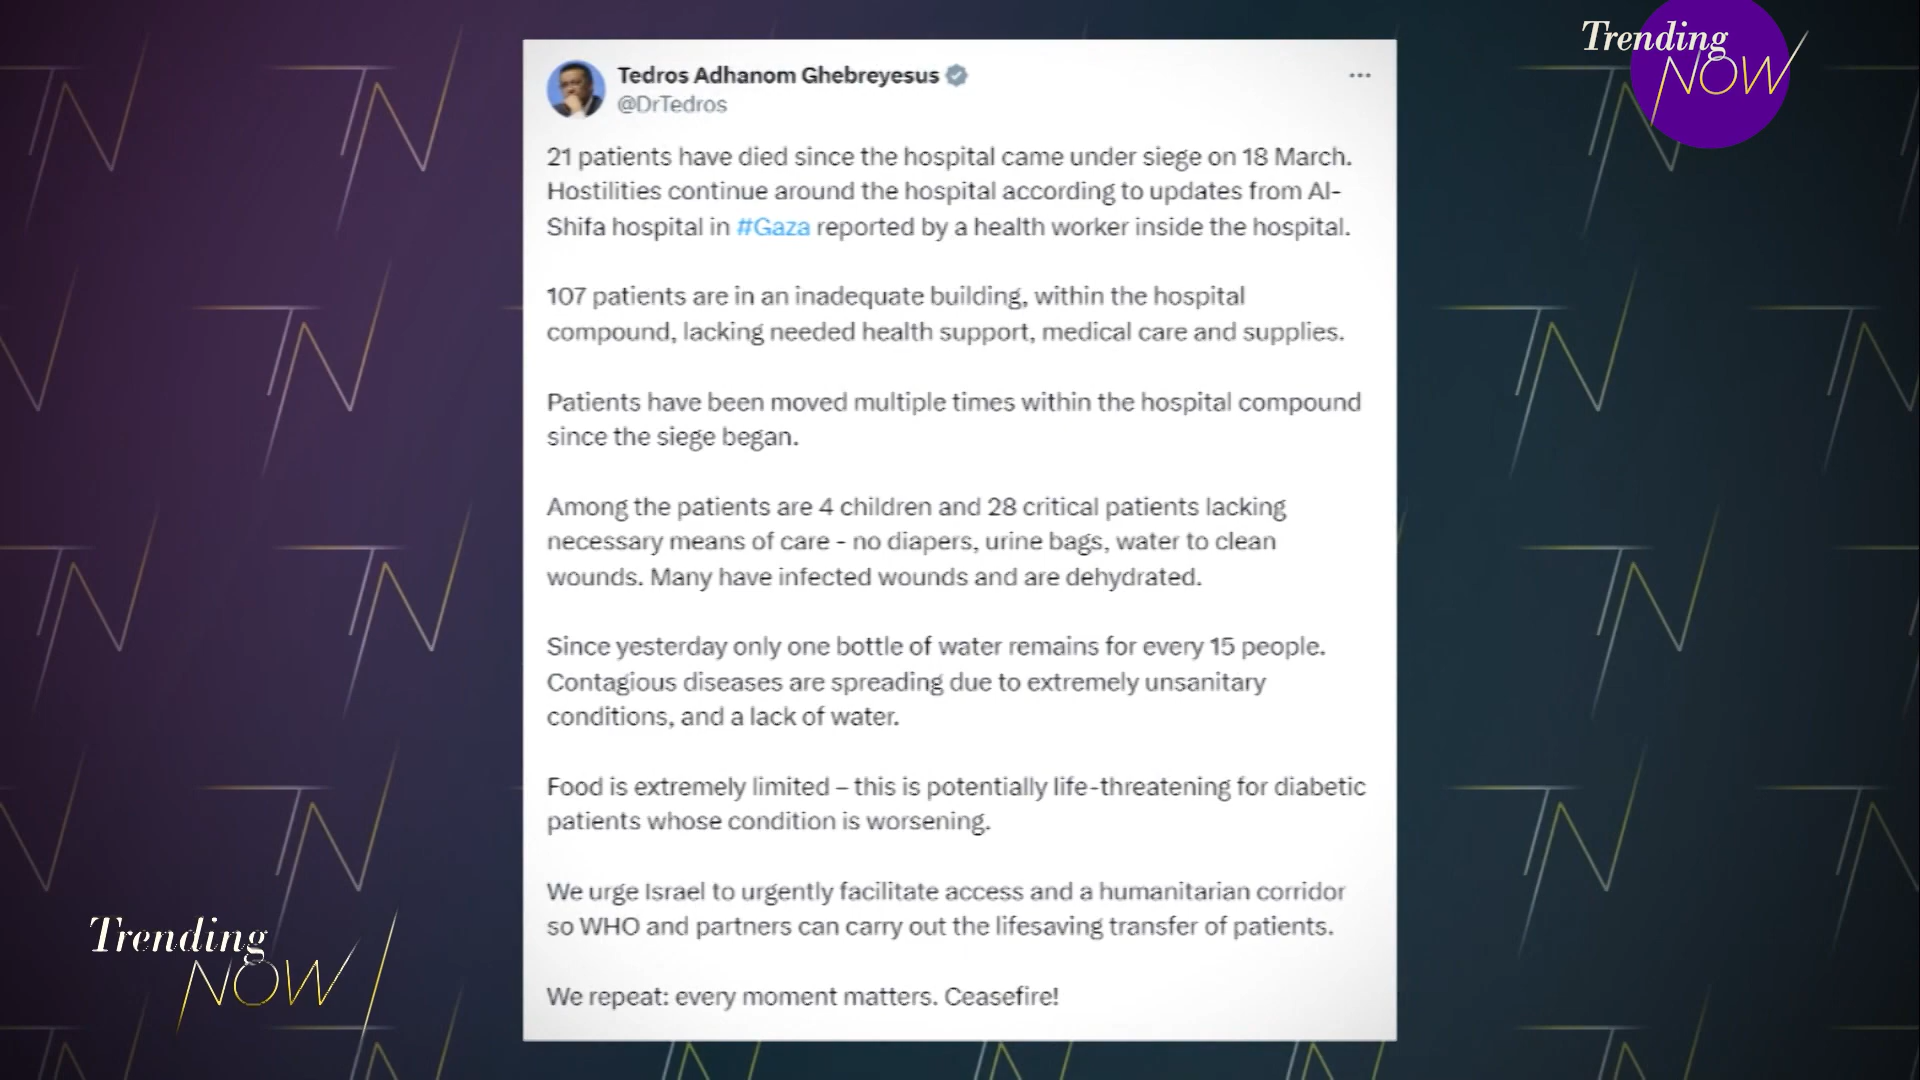 Trending
NOW
Tedros Adhanom Ghebreyesus
@DrTedros
21 patients have died since the hospital came under siege on 18 March.
Hostilities continue around the hospital according to updates from Al-
Shifa hospital in #Gaza reported by a health worker inside the hospital.
107 patients are in an inadequate building, within the hospital
compound, lacking needed health support, medical care and supplies.
Patients have been moved multiple times within the hospital compound
since the siege began.
Among the patients are 4 children and 28 critical patients lacking
necessary means of care - no diapers, urine bags, water to clean
wounds. Many have infected wounds and are dehydrated.
Since yesterday only one bottle of water remains for every 15 people.
Contagious diseases are spreading due to extremely unsanitary
conditions, and a lack of water.
Food is extremely limited – this is potentially life-threatening for diabetic
patients whose condition is worsening.
We urge Israel to urgently facilitate access and a humanitarian corridor
so WHO and partners can carry out the lifesaving transfer of patients.
We repeat: every moment matters. Ceasefire!
Trending
NOW